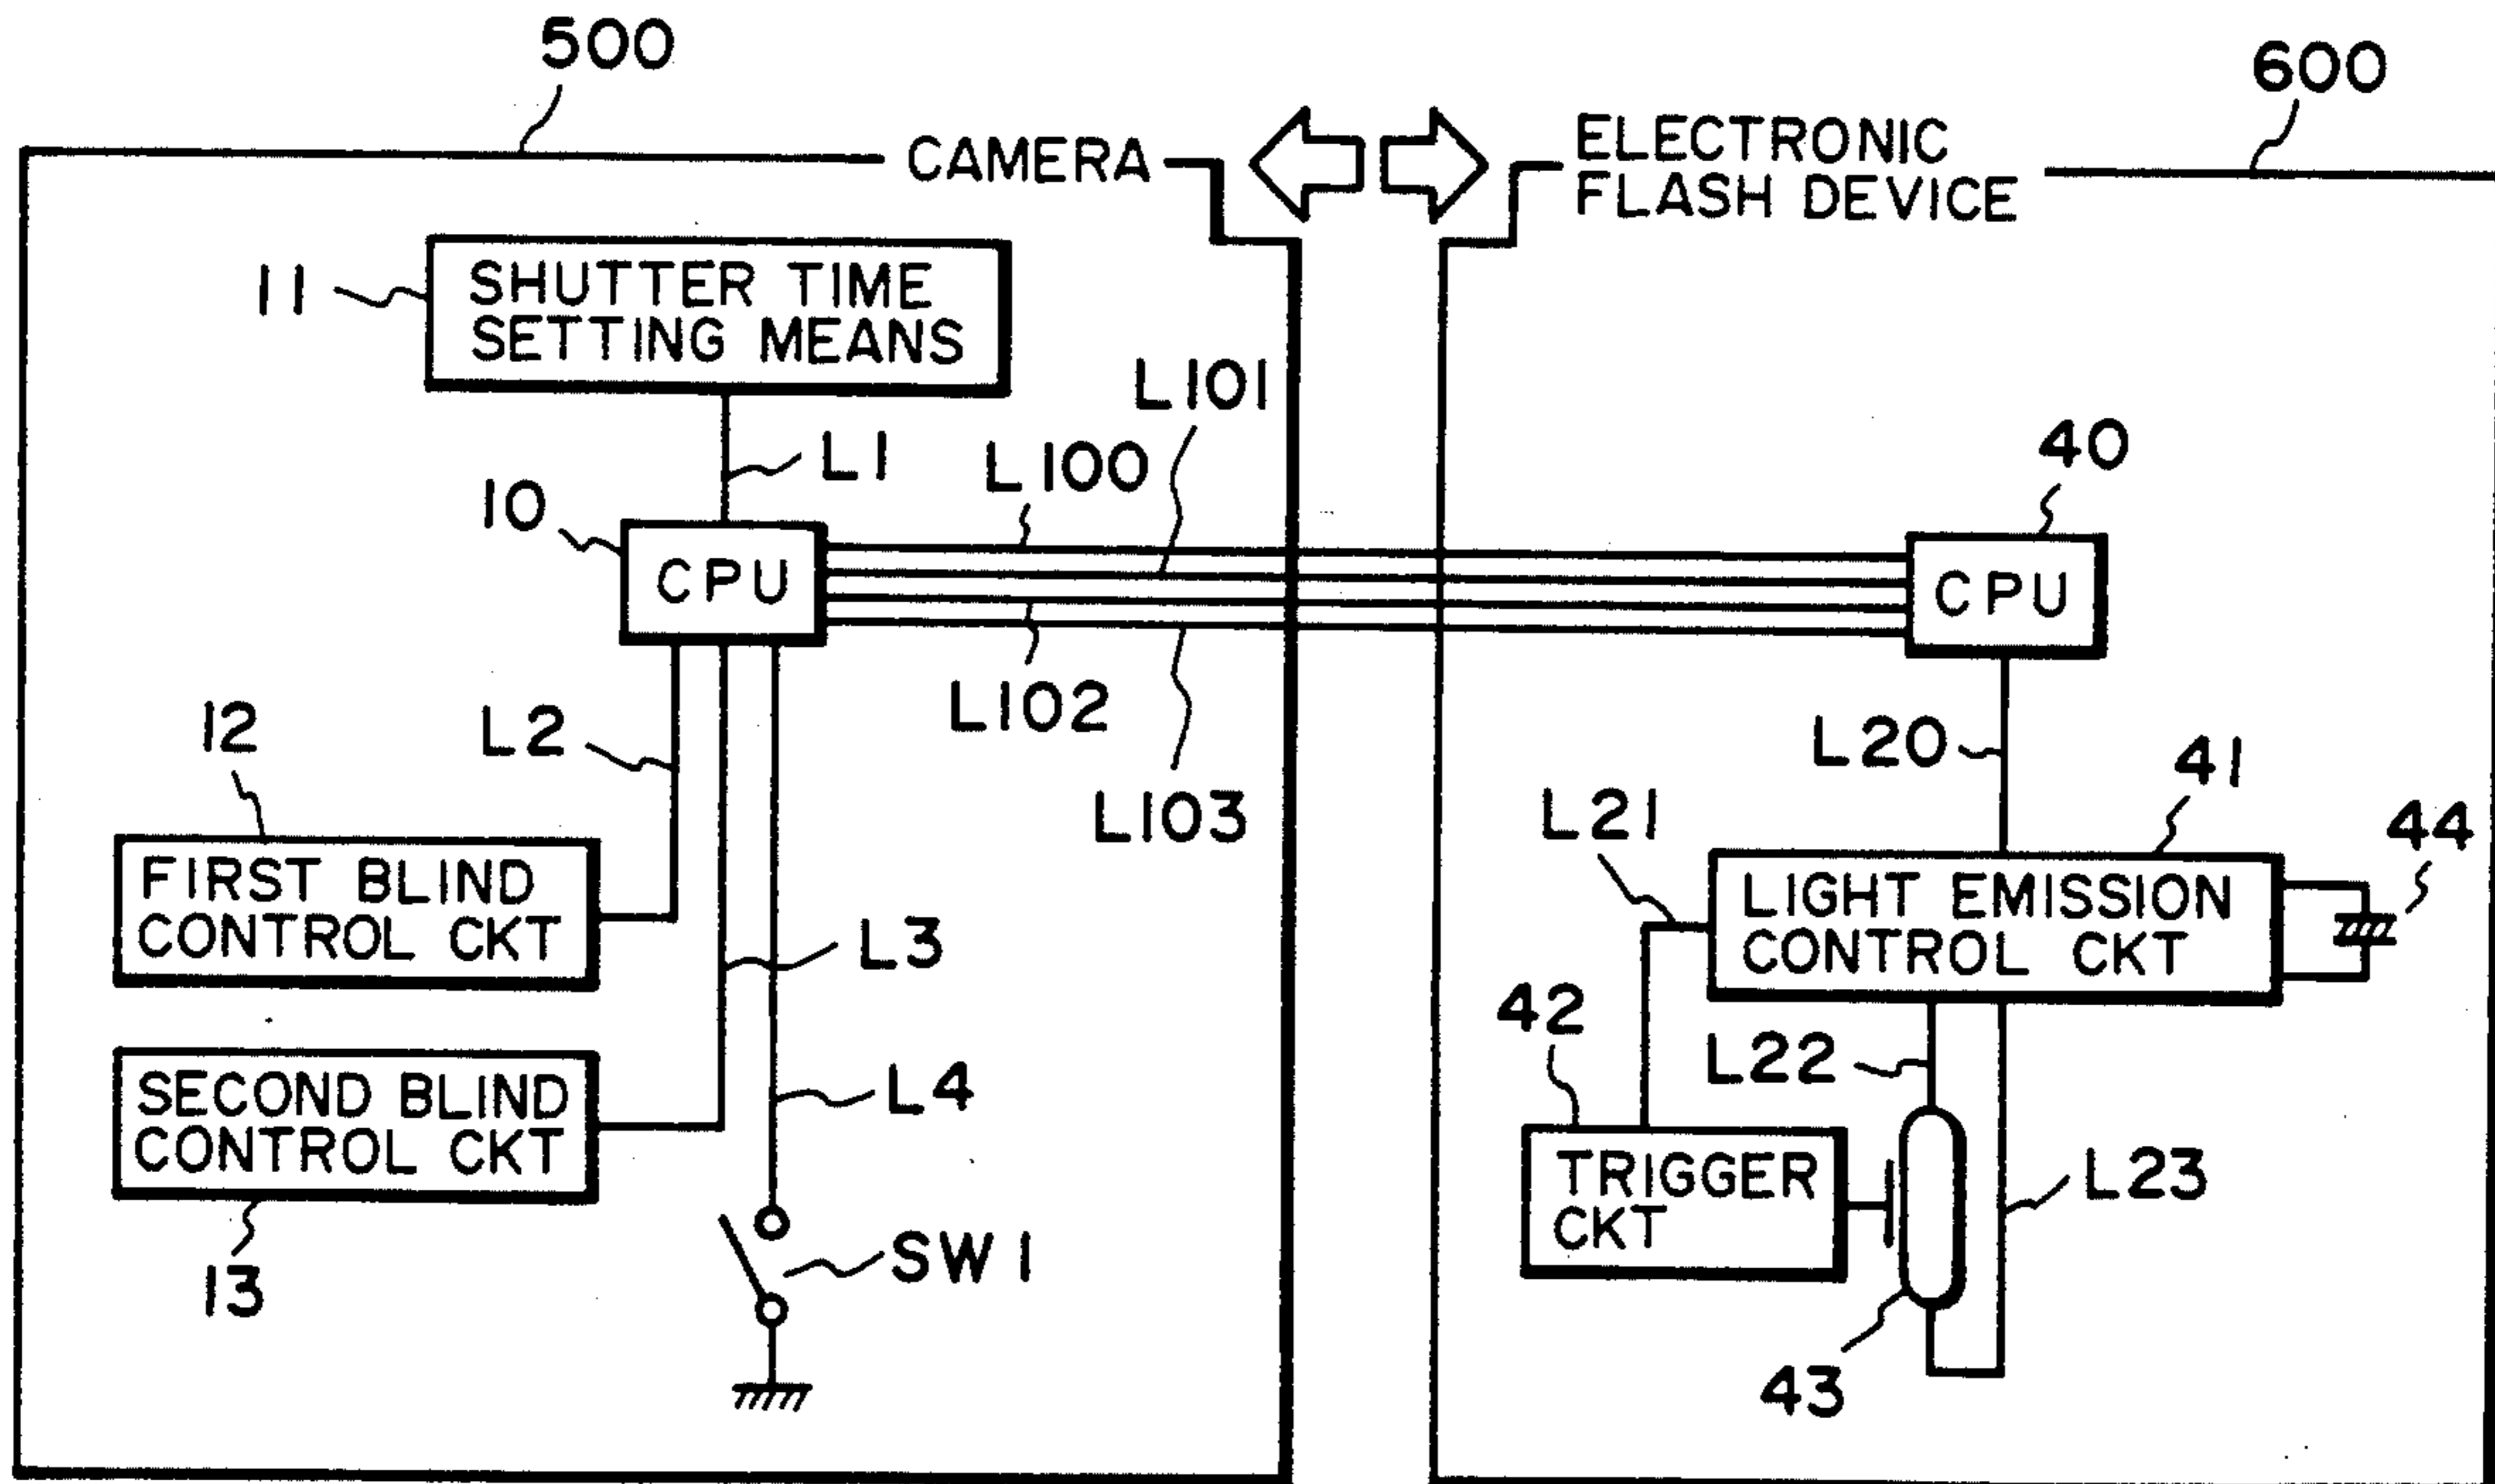 500
600
CAMERA
ELECTRONIC
FLASH DEVICE
11
SHUTTER TIME
SETTING MEANS
L101
L1
L100
10
CPU
40
CPU
L102
L103
12
L2
FIRST BLIND
CONTROL CKT
L3
SECOND BLIND
CONTROL CKT
13
L4
SW1
L20
41
44
L21
LIGHT EMISSION
CONTROL CKT
42
L22
TRIGGER
CKT
L23
43